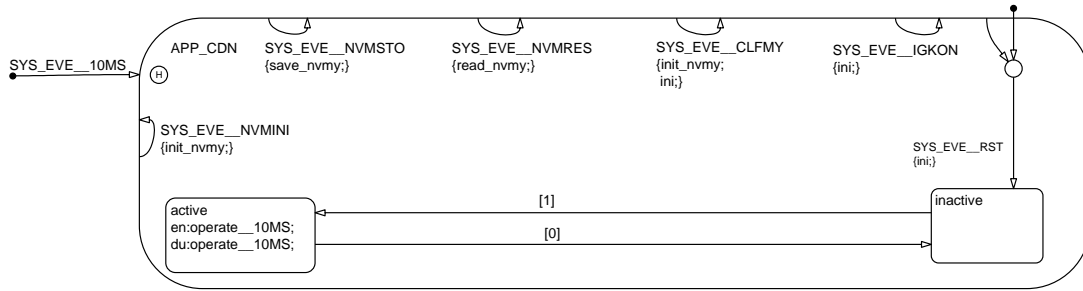 APP_CDN
SYS_EVE__NVMSTO
{save_nvmy;}
SYS_EVE__NVMRES
{read_nvmy;}
SYS_EVE__CLFMY
{init_nvmy;
ini;}
SYS_EVE__IGKON
{ini;}
SYS_EVE__10MS
H
SYS_EVE__NVMINI
{init_nvmy;}
SYS_EVE__RST
{ini;}
active
en:operate__10MS;
du:operate__10MS;
[1]
[0]
inactive